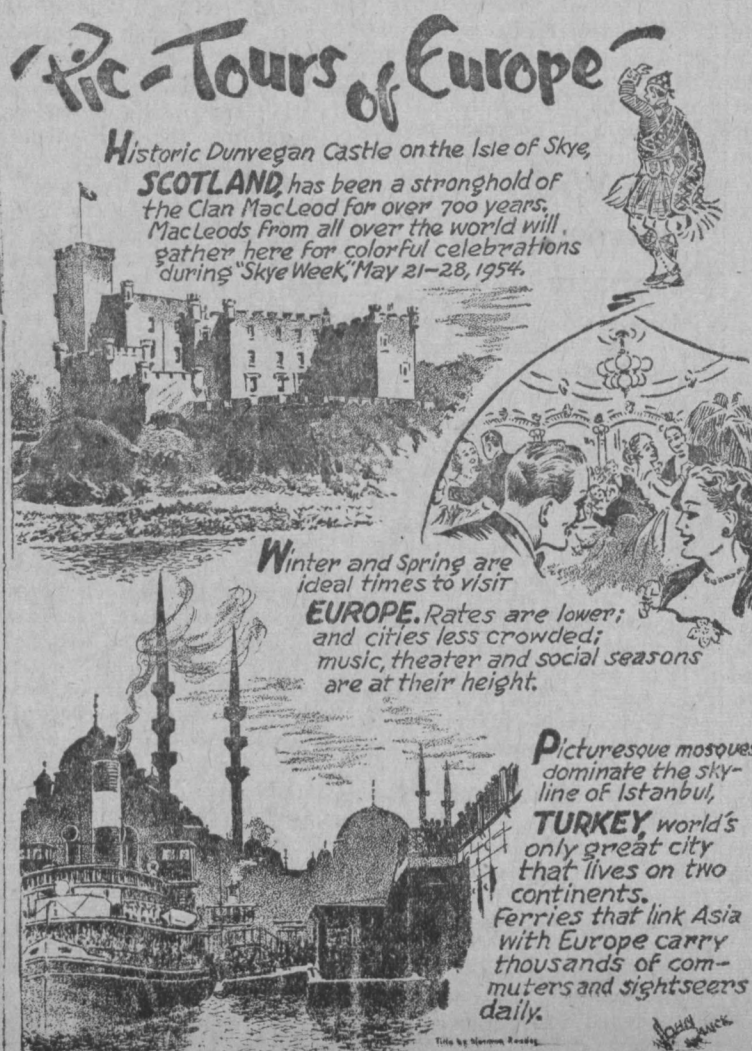 Pic-Tours of Europe
Historic Dunvegan Castle on the Isle of Skye,
SCOTLAND, has been a stronghold of
the Clan MacLeod for over 700 years.
MacLeods from all over the world will
gather here for colorful celebrations
during "Skye Week," May 21-28, 1954.
Winter and Spring are
ideal times to visit
EUROPE. Rates are lower;
and cities less crowded;
music, theater and social seasons
are at their height.
Picturesque mosques
dominate the sky-
line of Istanbul,
TURKEY, world's
only great city
that lives on two
continents.
Ferries that link Asia
with Europe carry
thousands of com-
muters and sightseers
daily.
John
Title by Norman